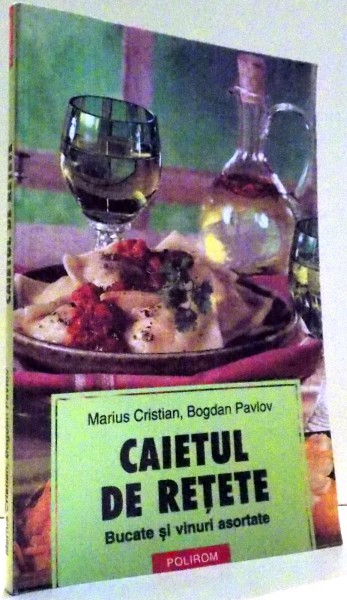 CAIETUL DE REȚETE
Marius Cristian, Bogdan Pavlov
Marius Cristian, Bogdan Pavlov
CAIETUL
DE REȚETE
Bucate și vinuri asortate
POLIROM